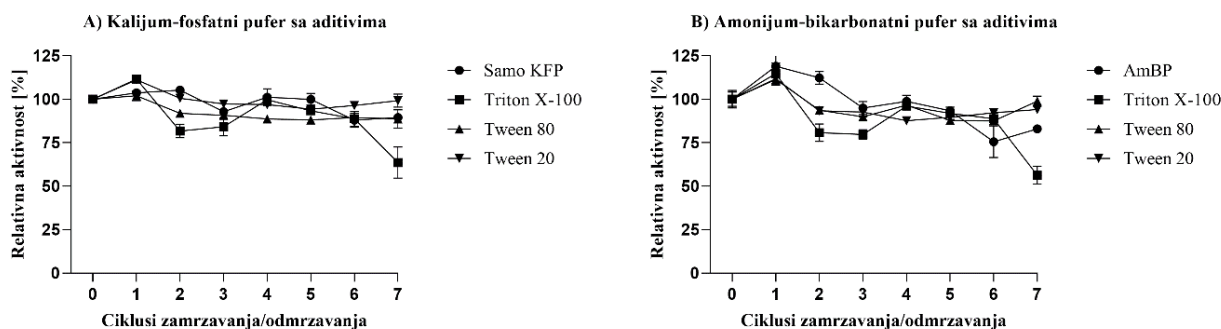 A) Kalijum-fosfatni pufer sa aditivima
Relativna aktivnost [%]
125
100
75
50
25
0
0 1 2 3 4 5 6 7
Ciklusi zamrzavanja/odmrzavanja
Samo KFP
Triton X-100
Tween 80
Tween 20
B) Amonijum-bikarbonatni pufer sa aditivima
Relativna aktivnost [%]
125
100
75
50
25
0
0 1 2 3 4 5 6 7
Ciklusi zamrzavanja/odmrzavanja
AmBP
Triton X-100
Tween 80
Tween 20